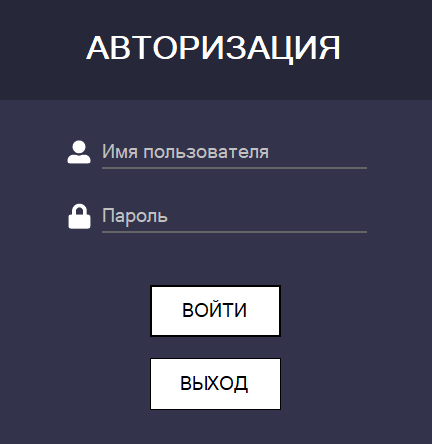 АВТОРИЗАЦИЯ
Имя пользователя
Пароль
ВОЙТИ
ВЫХОД